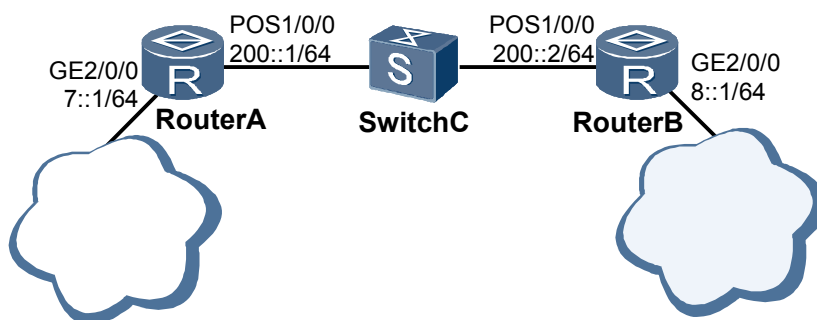 POS1/0/0
200::1/64
GE2/0/0
7::1/64
R
RouterA
S
SwitchC
POS1/0/0
200::2/64
R
RouterB
GE2/0/0
8::1/64